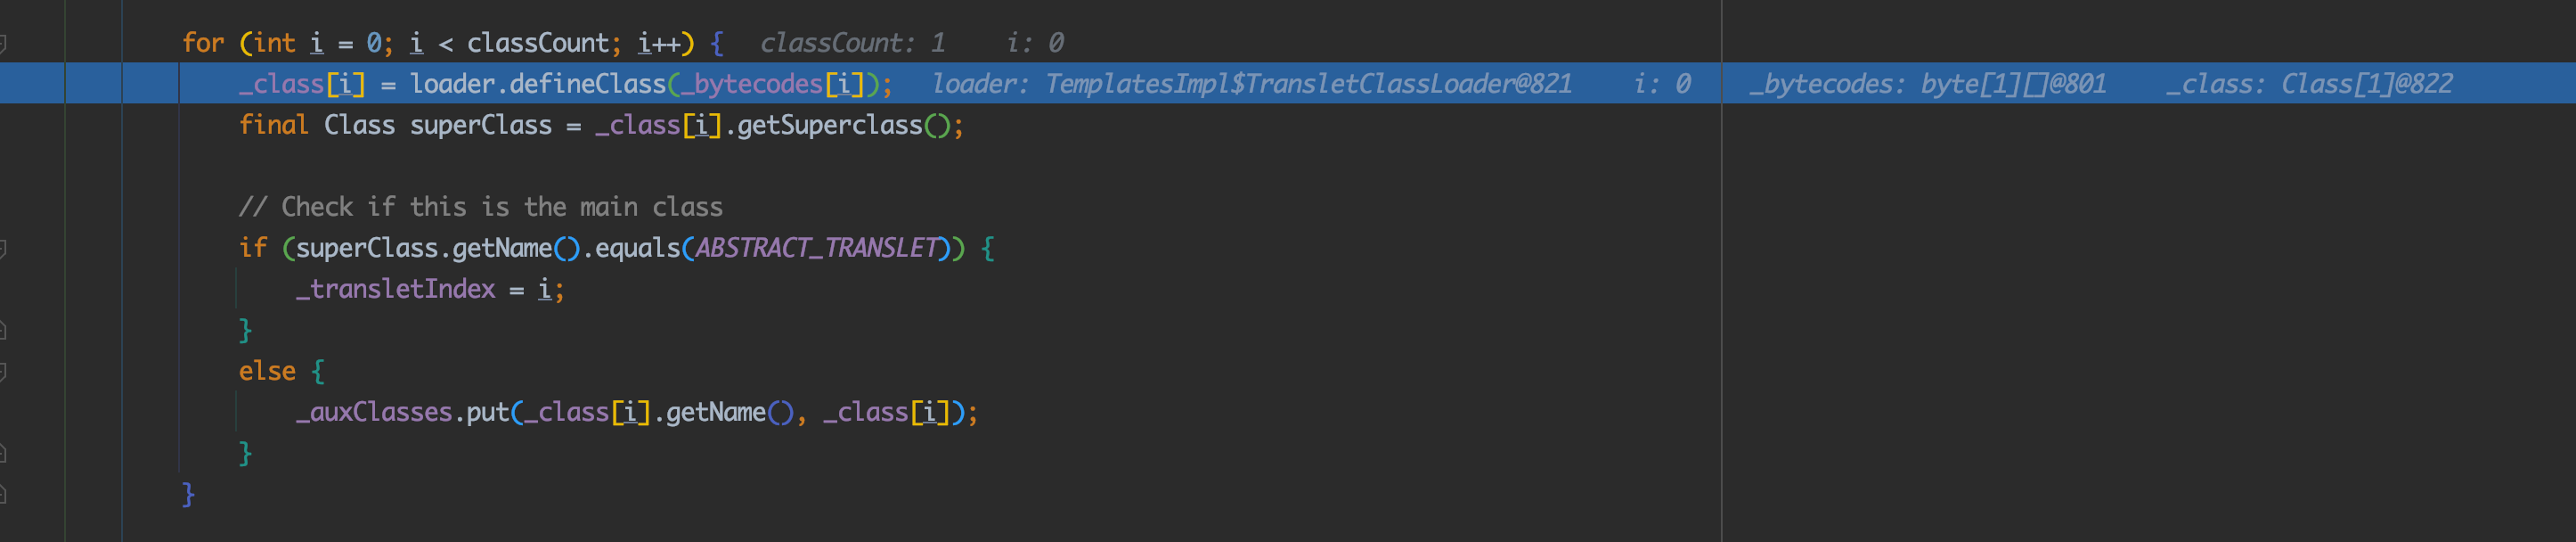 for (int i = 0; i < classCount; i++) { classCount: 1 i: 0
_class[i] = loader.defineClass(_bytecodes[i]); loader: TemplatesImpl$TransletClassLoader@821 i: 0 _bytecodes: byte[1][]@801 _class: Class[1]@822
final Class superClass = _class[i].getSuperclass();
// Check if this is the main class
if (superClass.getName().equals(ABSTRACT_TRANSLET)) {
_transletIndex = i;
}
else {
_auxClasses.put(_class[i].getName(), _class[i]);
}
}